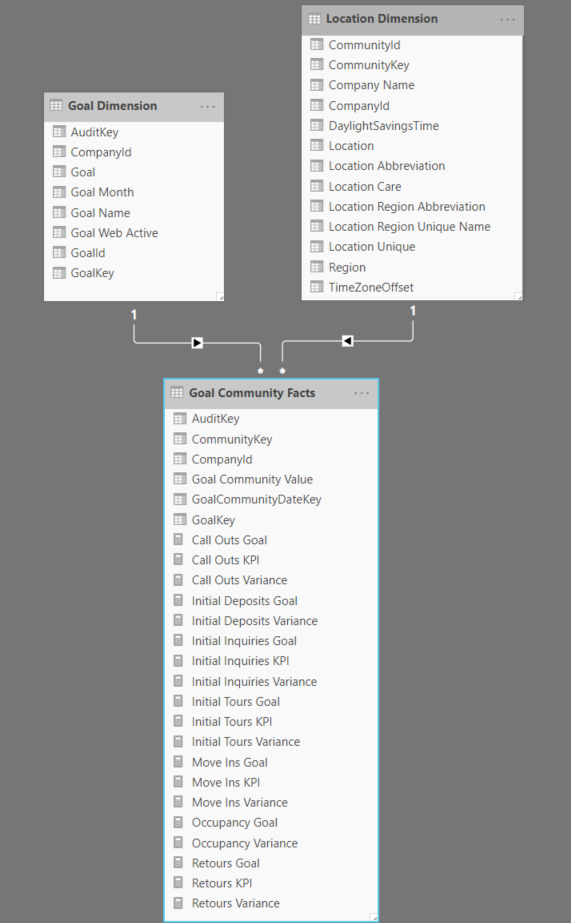 Location Dimension
CommunityId
CommunityKey
Company Name
CompanyId
DaylightSavingsTime
Location
Location Abbreviation
Location Care
Location Region Abbreviation
Location Region Unique Name
Location Unique
Region
TimeZoneOffset
Goal Dimension
AuditKey
CompanyId
Goal
Goal Month
Goal Name
Goal Web Active
GoalId
GoalKey
1
1
*
*
Goal Community Facts
AuditKey
CommunityKey
CompanyId
Goal Community Value
GoalCommunityDateKey
GoalKey
Call Outs Goal
Call Outs KPI
Call Outs Variance
Initial Deposits Goal
Initial Deposits Variance
Initial Inquiries Goal
Initial Inquiries KPI
Initial Inquiries Variance
Initial Tours Goal
Initial Tours KPI
Initial Tours Variance
Move Ins Goal
Move Ins KPI
Move Ins Variance
Occupancy Goal
Occupancy Variance
Retours Goal
Retours KPI
Retours Variance